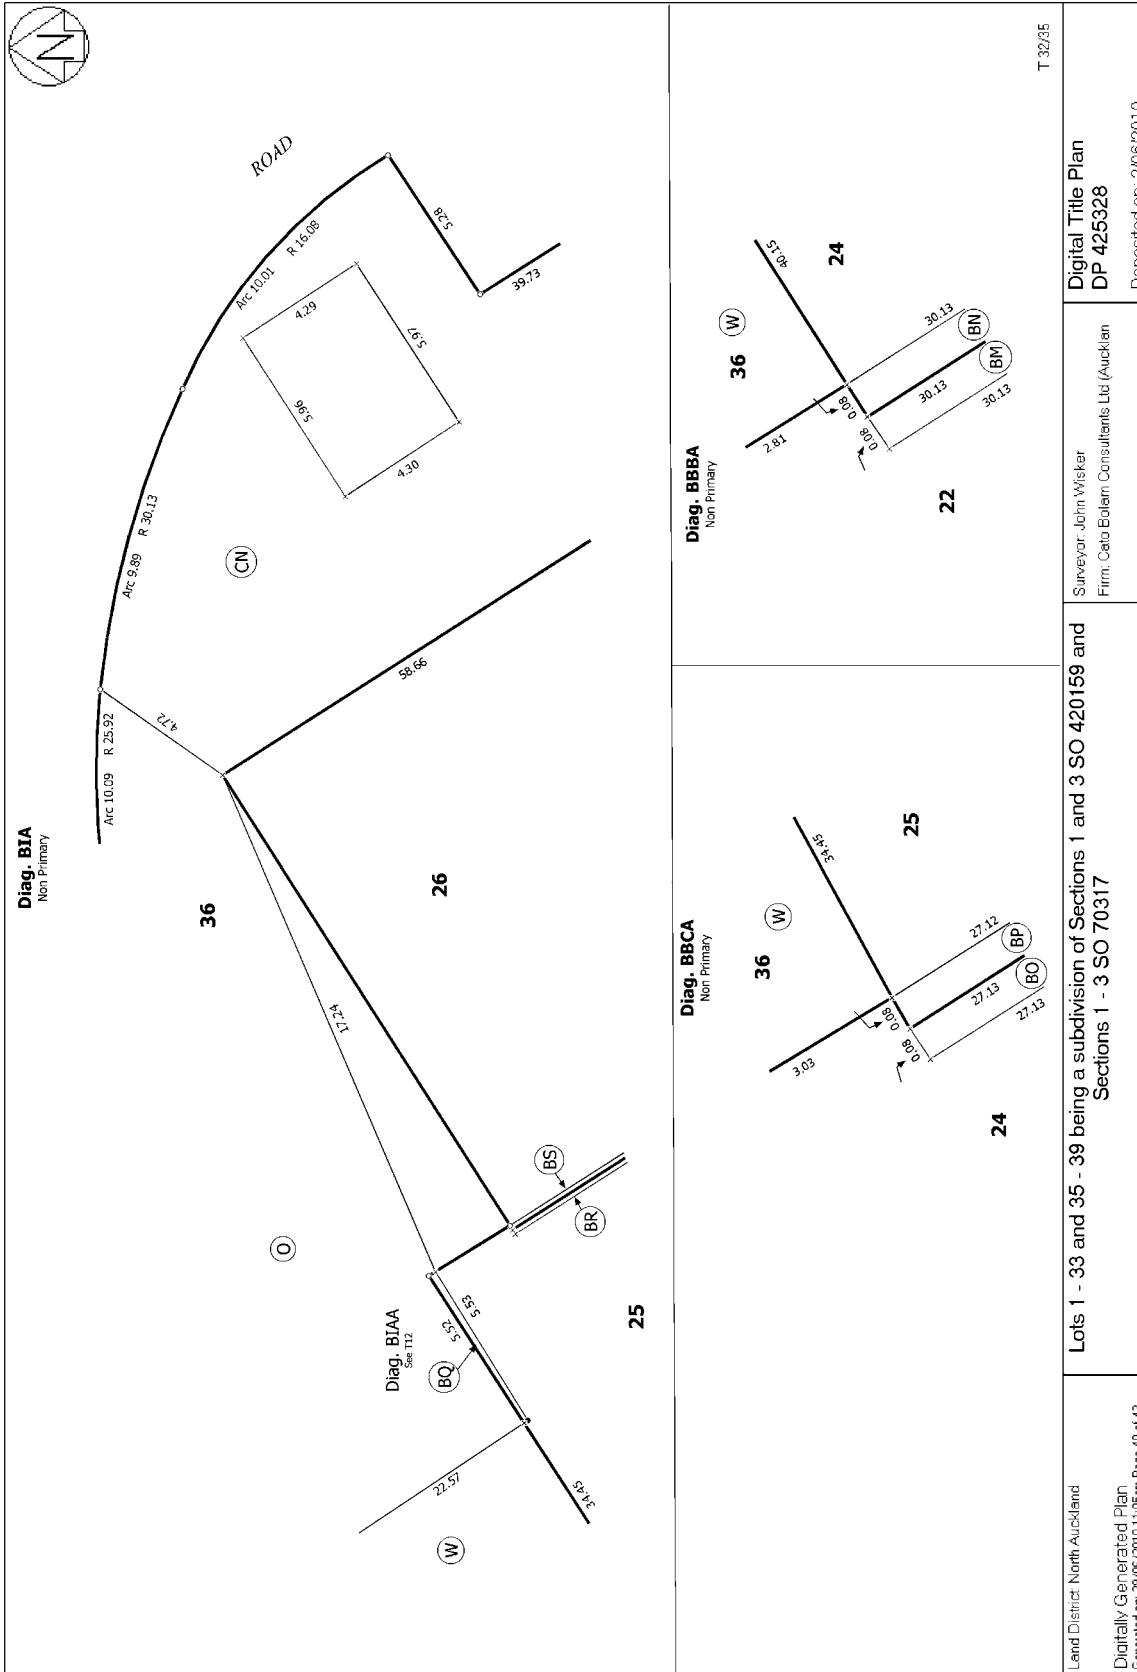 N
Diag. BIA
Non Primary
ROAD
Arc 10.09 R 25.92
Arc 9.89 R 30.13
Arc 10.01 R 16.08
4.72
5.28
39.73
4.29
5.97
5.96
4.30
CN
58.66
36
26
17.24
O
BS
BR
25
Diag. BIAA
See T12
BQ
5.52
5.53
22.57
W
34.45
Diag. BBCA
Non Primary
36
W
34.45
25
3.03
0.08
0.08
27.12
BP
27.13
BO
27.13
24
Diag. BBBA
Non Primary
36
W
40.15
24
2.81
0.08
0.08
30.13
BN
30.13
BM
30.13
22
T 32/35
Land District: North Auckland
Digitally Generated Plan
Lots 1 - 33 and 35 - 39 being a subdivision of Sections 1 and 3 SO 420159 and
Sections 1 - 3 SO 70317
Surveyor: John Wisker
Firm: Cato Bolam Consultants Ltd (Aucklan
Digital Title Plan
DP 425328